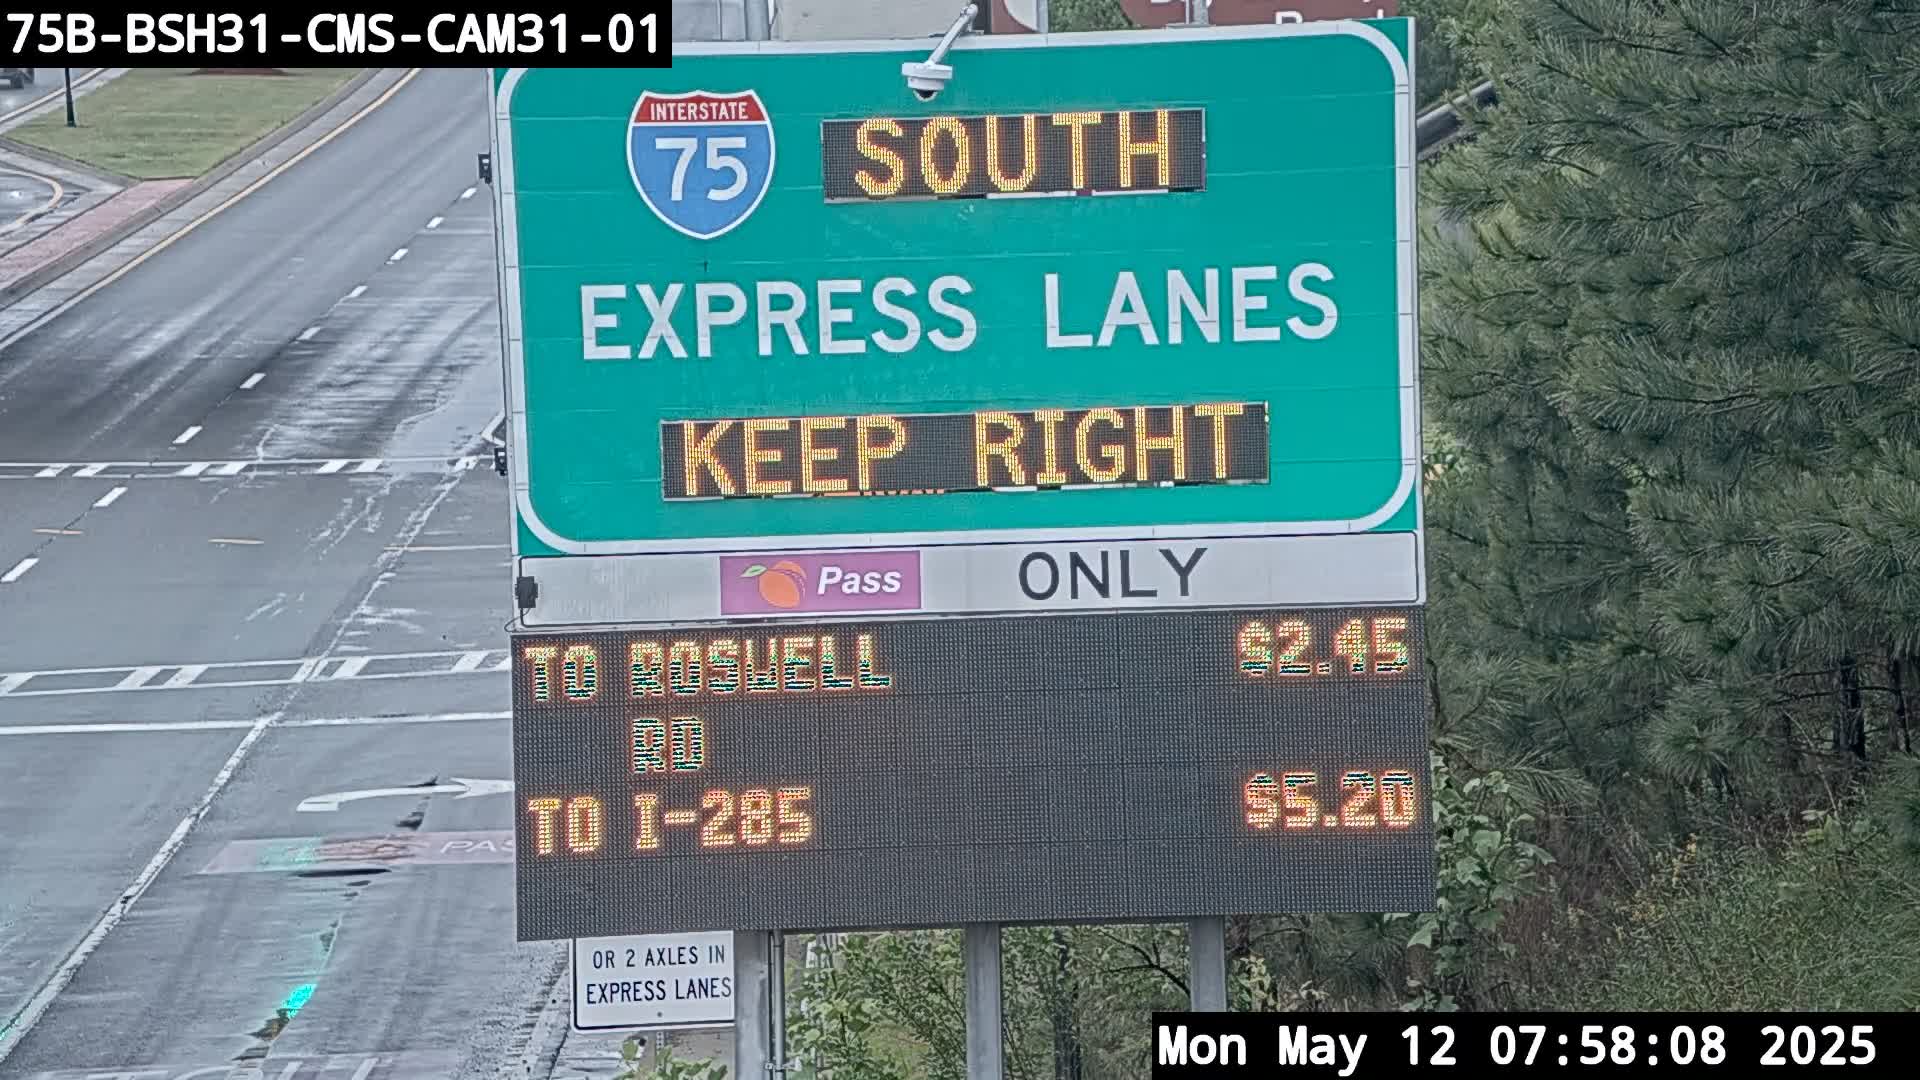 75B-BSH31-CMS-CAM31-01
INTERSTATE
75
SOUTH
EXPRESS LANES
KEEP RIGHT
Pass ONLY
TO ROSWELL $2.45
RD
TO I-285 $5.20
OR 2 AXLES IN
EXPRESS LANES
Mon May 12 07:58:08 2025